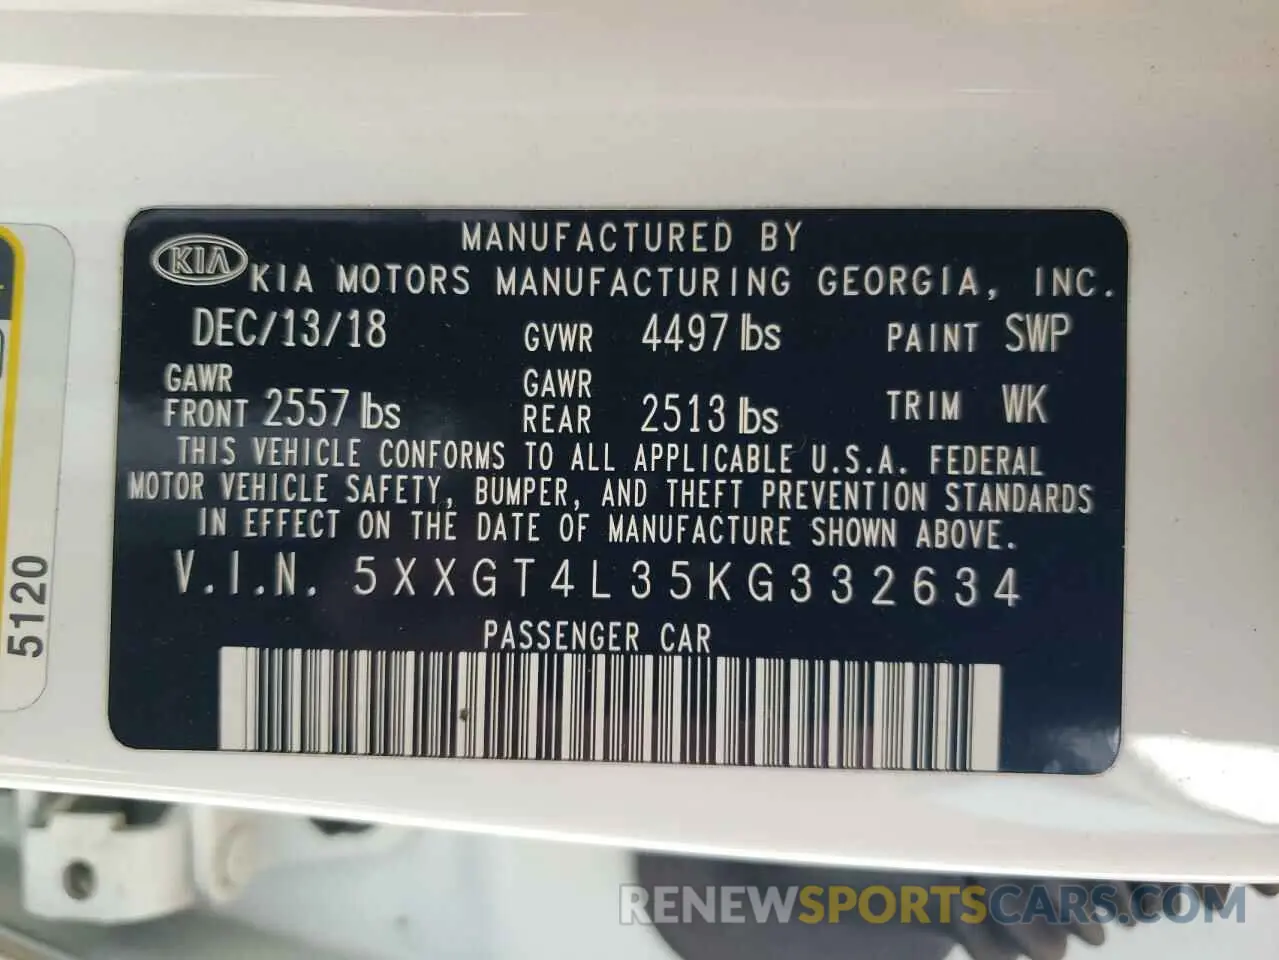 MANUFACTURED BY
KIA KIA MOTORS MANUFACTURING GEORGIA, INC.
DEC/13/18 GVWR 4497 lbs PAINT SWP
GAWR FRONT 2557 lbs GAWR REAR 2513 lbs TRIM WK
THIS VEHICLE CONFORMS TO ALL APPLICABLE U.S.A. FEDERAL
MOTOR VEHICLE SAFETY, BUMPER, AND THEFT PREVENTION STANDARDS
IN EFFECT ON THE DATE OF MANUFACTURE SHOWN ABOVE.
V.I.N. 5XXGT4L35KG332634
PASSENGER CAR
5120
RENEWSPORTSCARS.COM